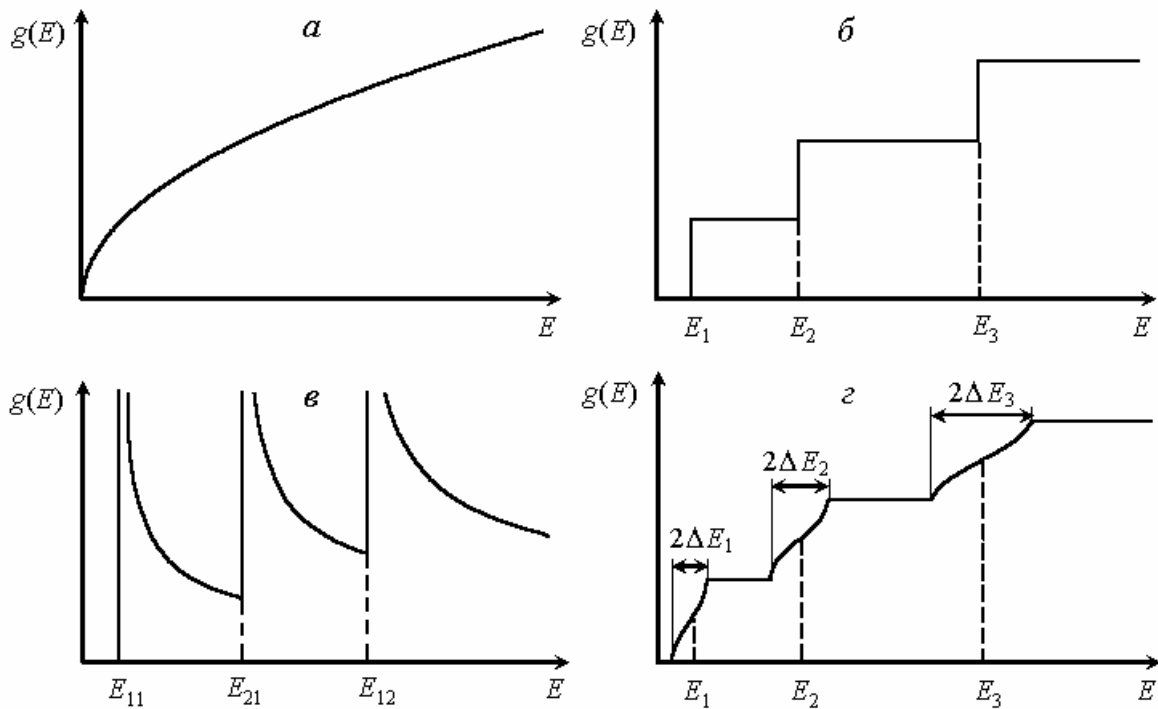 g(E)
а
E
g(E)
б
E₁ E₂ E₃ E
g(E)
в
E₁₁ E₂₁ E₁₂ E
g(E)
г
2ΔE₃
2ΔE₂
2ΔE₁
E₁ E₂ E₃ E